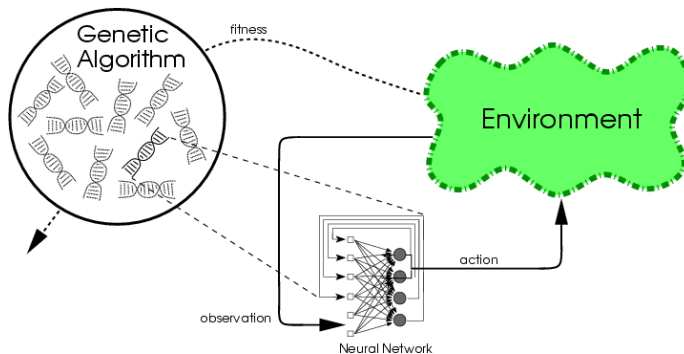 Genetic
Algorithm
fitness
Environment
action
observation
Neural Network